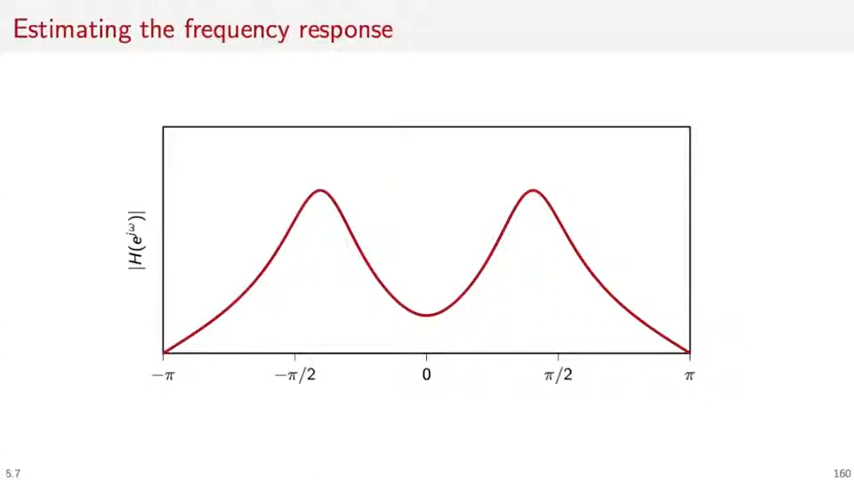 Estimating the frequency response
|H(e^{jω})|
−π
−π/2
0
π/2
π
5.7
160